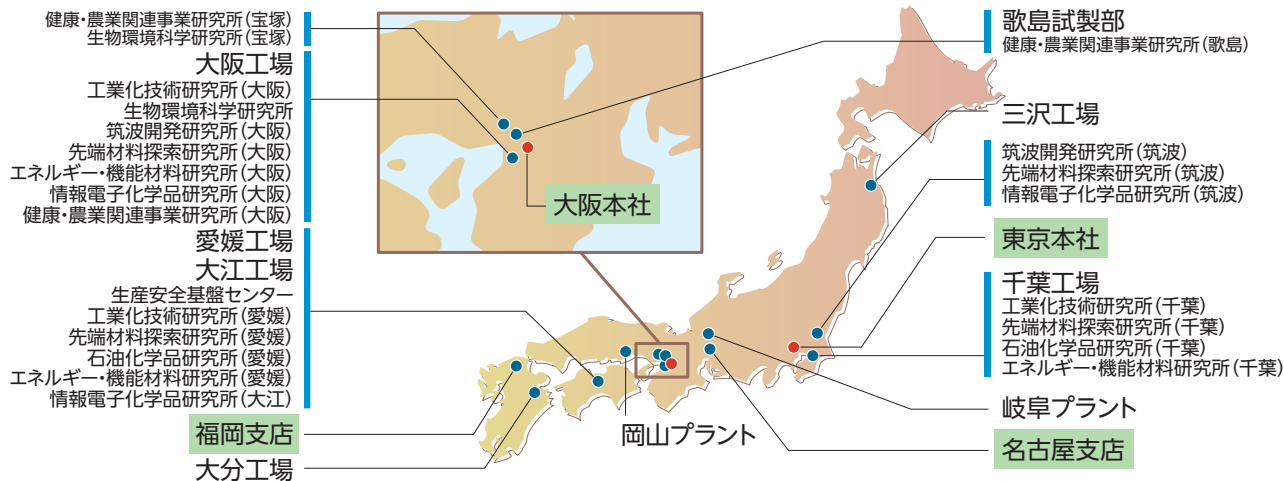 健康・農業関連事業研究所(宝塚)
生物環境科学研究所(宝塚)
大阪工場
工業化技術研究所(大阪)
生物環境科学研究所
筑波開発研究所(大阪)
先端材料探索研究所(大阪)
エネルギー・機能材料研究所(大阪)
情報電子化学品研究所(大阪)
健康・農業関連事業研究所(大阪)
愛媛工場
大江工場
生産安全基盤センター
工業化技術研究所(愛媛)
先端材料探索研究所(愛媛)
石油化学品研究所(愛媛)
エネルギー・機能材料研究所(愛媛)
情報電子化学品研究所(大江)
福岡支店
大分工場
大阪本社
岡山プラント
歌島試製部
健康・農業関連事業研究所(歌島)
三沢工場
筑波開発研究所(筑波)
先端材料探索研究所(筑波)
情報電子化学品研究所(筑波)
東京本社
千葉工場
工業化技術研究所(千葉)
先端材料探索研究所(千葉)
石油化学品研究所(千葉)
エネルギー・機能材料研究所(千葉)
岐阜プラント
名古屋支店